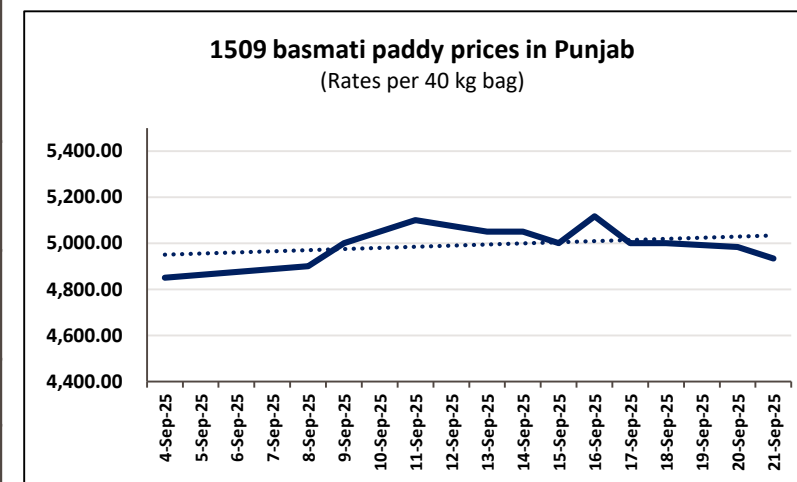 1509 basmati paddy prices in Punjab
(Rates per 40 kg bag)
5,400.00
5,200.00
5,000.00
4,800.00
4,600.00
4,400.00
4-Sep-25
5-Sep-25
6-Sep-25
7-Sep-25
8-Sep-25
9-Sep-25
10-Sep-25
11-Sep-25
12-Sep-25
13-Sep-25
14-Sep-25
15-Sep-25
16-Sep-25
17-Sep-25
18-Sep-25
19-Sep-25
20-Sep-25
21-Sep-25